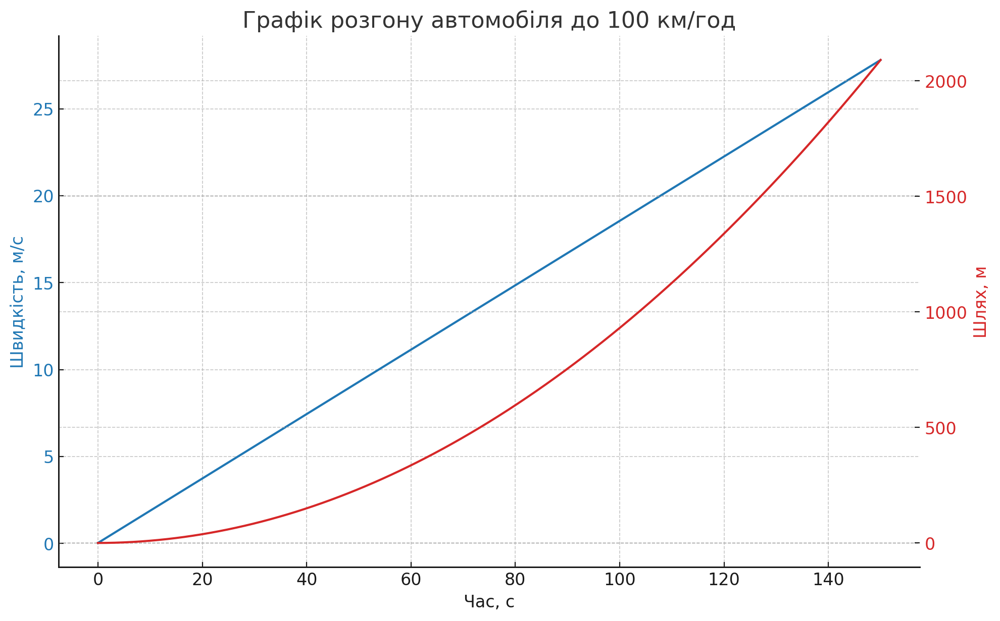 Графік розгону автомобіля до 100 км/год
Швидкість, м/с
25
20
15
10
5
0
2000
1500
1000
500
0
Шлях, м
0 20 40 60 80 100 120 140
Час, с